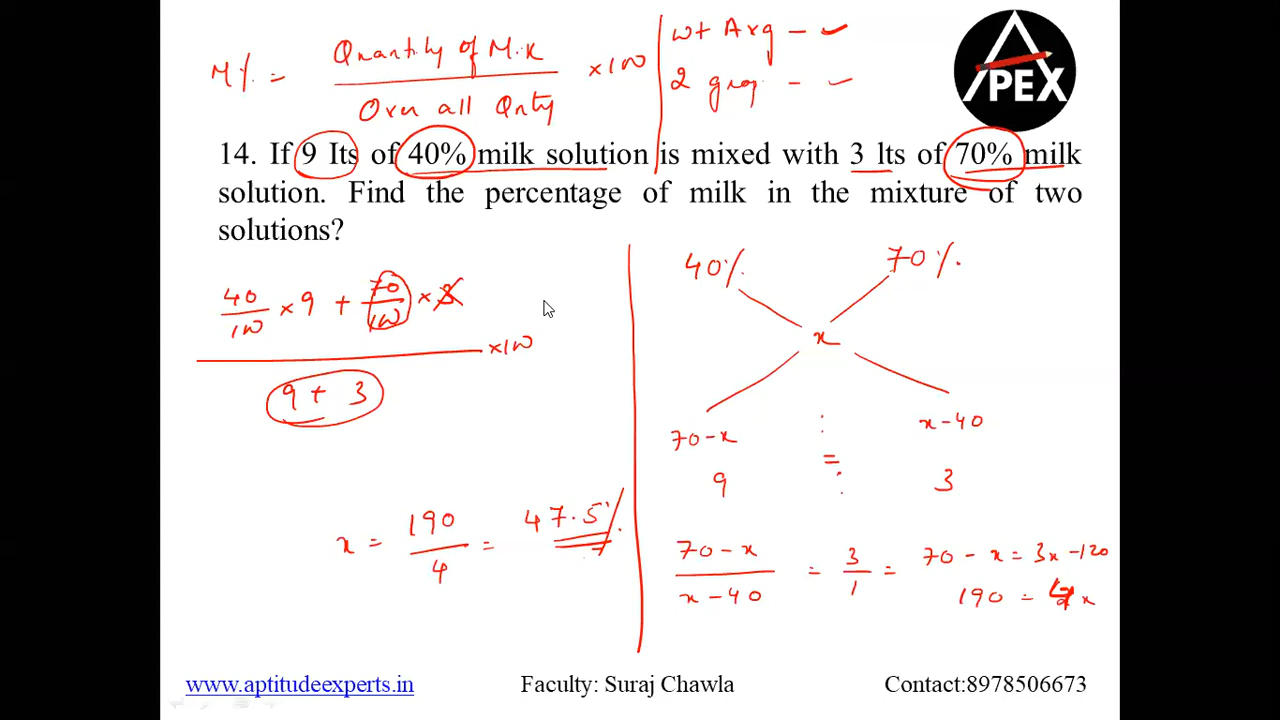 M% = Quantity of Milk / Over all Qnty × 100
wt Avg - ✓
2 group - ✓
APEX
14. If 9 lts of 40% milk solution is mixed with 3 lts of 70% milk
solution. Find the percentage of milk in the mixture of two
solutions?
40/100 × 9 + 70/100 × 3
× 100
9 + 3
40%
70%
x
70-x : x-40
9 = : 3
70-x / x-40 = 3/1 = 70-x = 3x-120
190 = 4x
x = 190/4 = 47.5%
www.aptitudeexperts.in Faculty: Suraj Chawla Contact:8978506673